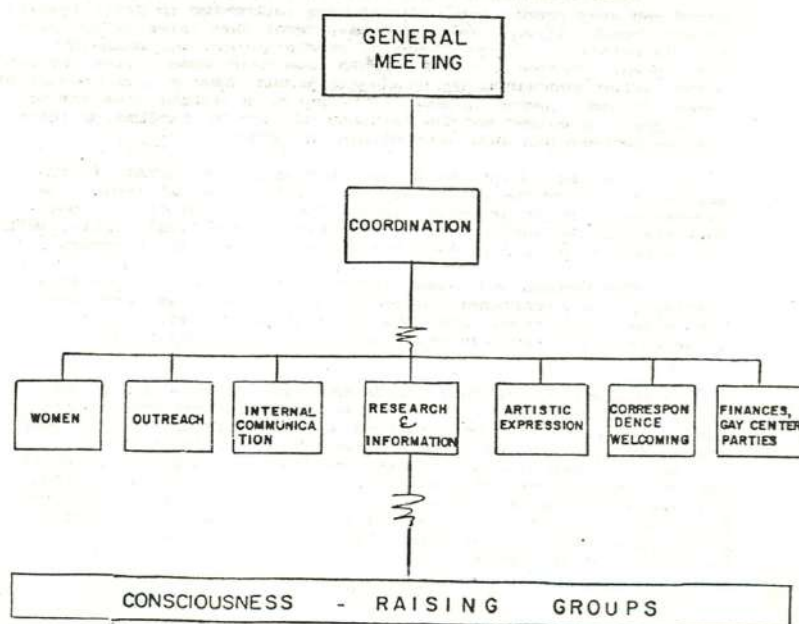 GENERAL
MEETING
COORDINATION
WOMEN
OUTREACH
INTERNAL
COMMUNICA
TION
RESEARCH
&
INFORMATION
ARTISTIC
EXPRESSION
CORRESPON
DENCE
WELCOMING
FINANCES,
GAY CENTER
PARTIES
CONSCIOUSNESS - RAISING GROUPS